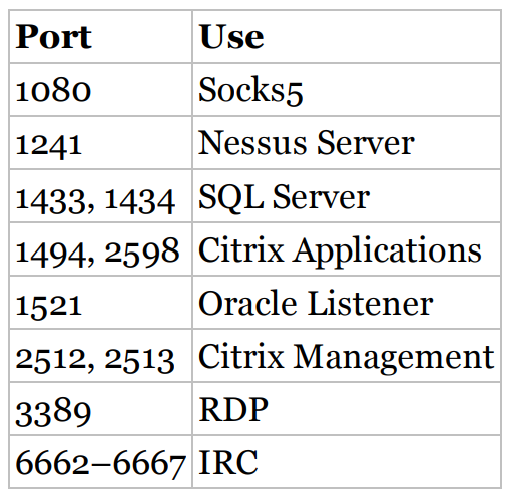 Port Use
1080 Socks5
1241 Nessus Server
1433, 1434 SQL Server
1494, 2598 Citrix Applications
1521 Oracle Listener
2512, 2513 Citrix Management
3389 RDP
6662–6667 IRC